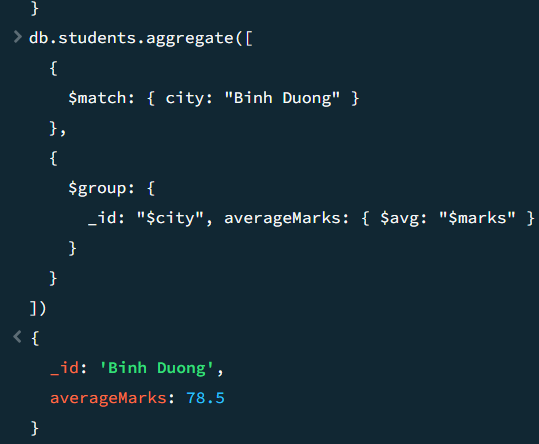 }
> db.students.aggregate([
{
$match: { city: "Binh Duong" }
},
{
$group: {
_id: "$city", averageMarks: { $avg: "$marks" }
}
}
])
< {
_id: 'Binh Duong',
averageMarks: 78.5
}